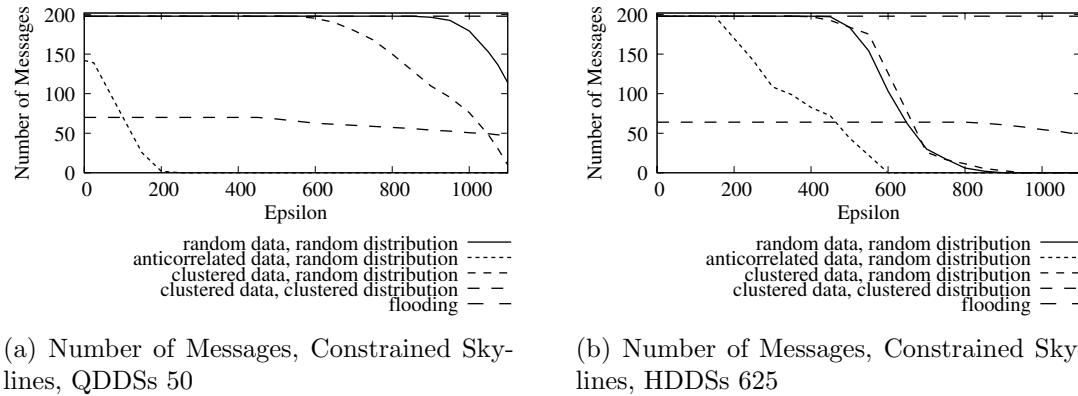 Number of Messages
200
150
100
50
0
0 200 400 600 800 1000
Epsilon
random data, random distribution
anticorrelated data, random distribution
clustered data, random distribution
clustered data, clustered distribution
flooding
(a) Number of Messages, Constrained Sky-
lines, QDDSs 50
Number of Messages
200
150
100
50
0
0 200 400 600 800 1000
Epsilon
random data, random distribution
anticorrelated data, random distribution
clustered data, random distribution
clustered data, clustered distribution
flooding
(b) Number of Messages, Constrained Sky-
lines, HDDSs 625